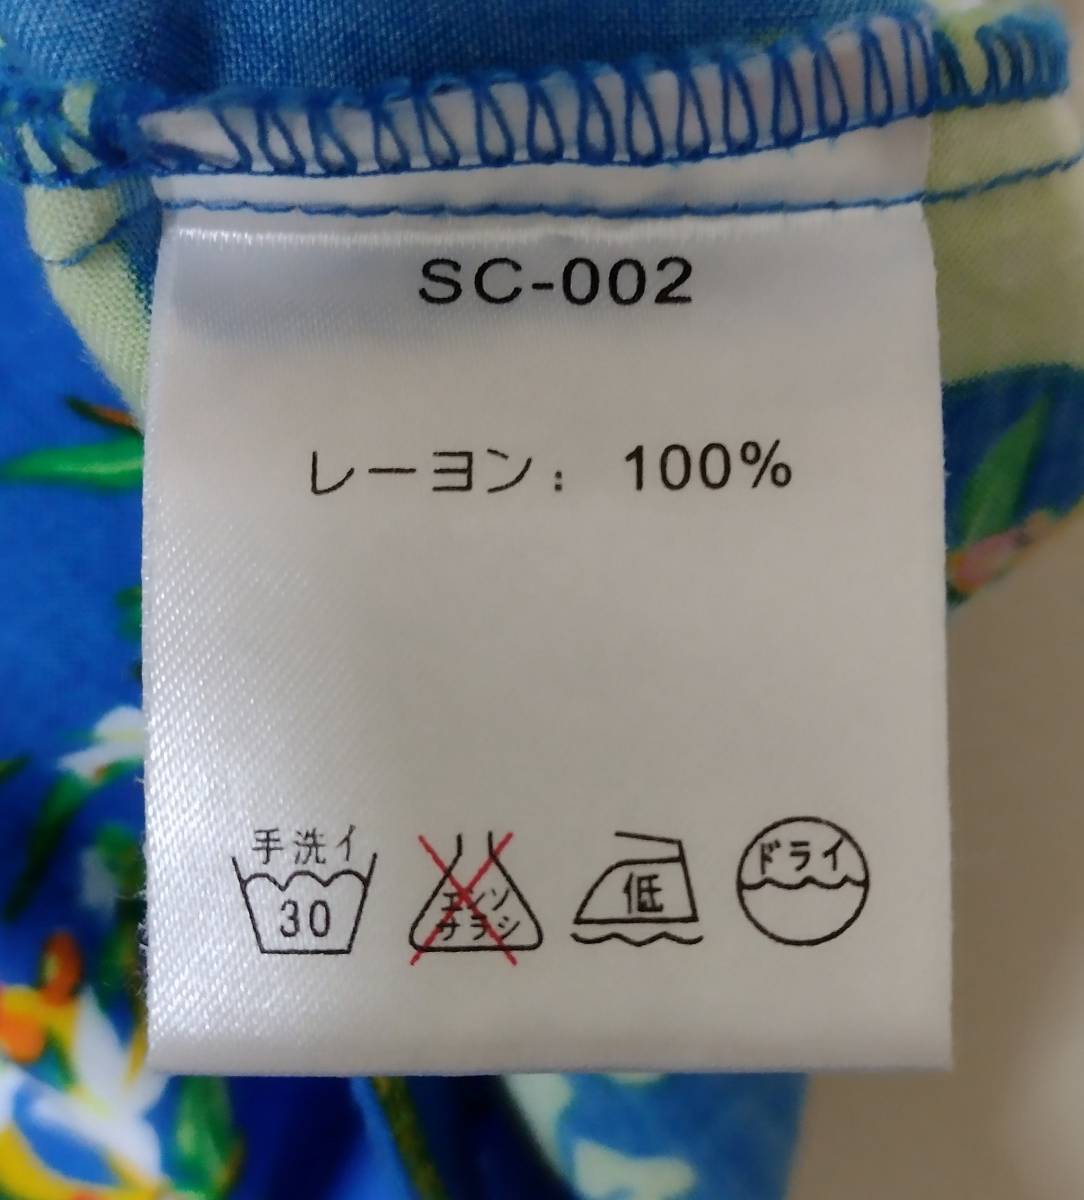 SC-002
レーヨン： 100%
手洗イ
30
エンソ
サラシ
低
ドライ